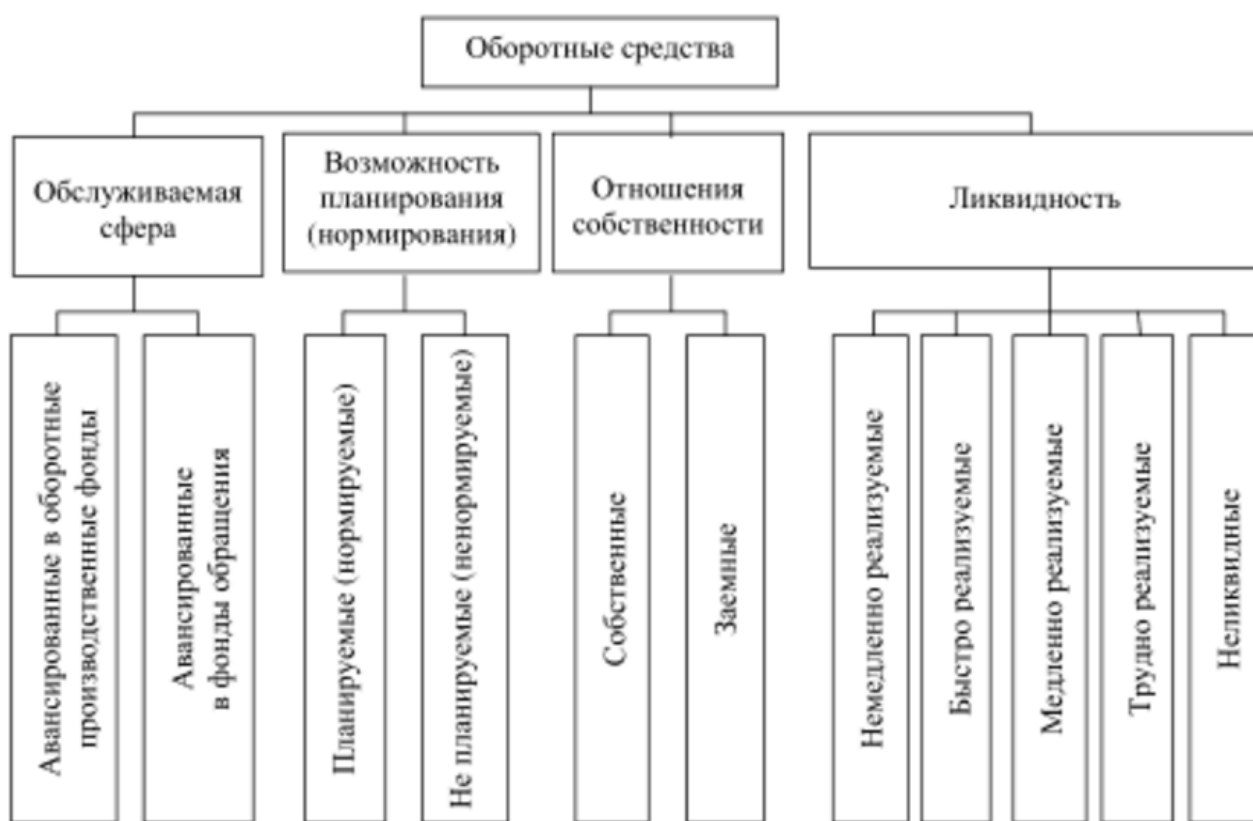 Оборотные средства
Обслуживаемая
сфера
Возможность
планирования
(нормирования)
Отношения
собственности
Ликвидность
Авансированные в оборотные
производственные фонды
Авансированные
в фонды обращения
Планируемые (нормируемые)
Не планируемые (ненормируемые)
Собственные
Заемные
Немедленно реализуемые
Быстро реализуемые
Медленно реализуемые
Трудно реализуемые
Неликвидные